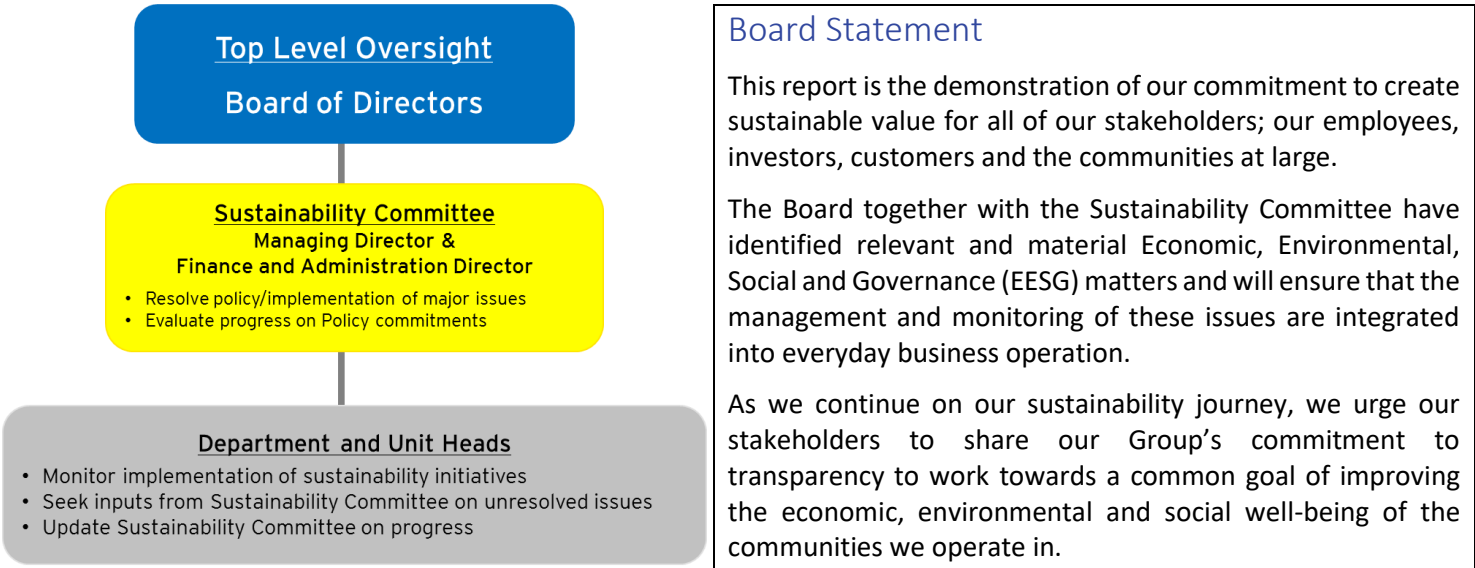 Top Level Oversight
Board of Directors
Sustainability Committee
Managing Director &
Finance and Administration Director
• Resolve policy/implementation of major issues
• Evaluate progress on Policy commitments
Department and Unit Heads
• Monitor implementation of sustainability initiatives
• Seek inputs from Sustainability Committee on unresolved issues
• Update Sustainability Committee on progress
Board Statement
This report is the demonstration of our commitment to create
sustainable value for all of our stakeholders; our employees,
investors, customers and the communities at large.
The Board together with the Sustainability Committee have
identified relevant and material Economic, Environmental,
Social and Governance (EESG) matters and will ensure that the
management and monitoring of these issues are integrated
into everyday business operation.
As we continue on our sustainability journey, we urge our
stakeholders to share our Group’s commitment to
transparency to work towards a common goal of improving
the economic, environmental and social well-being of the
communities we operate in.